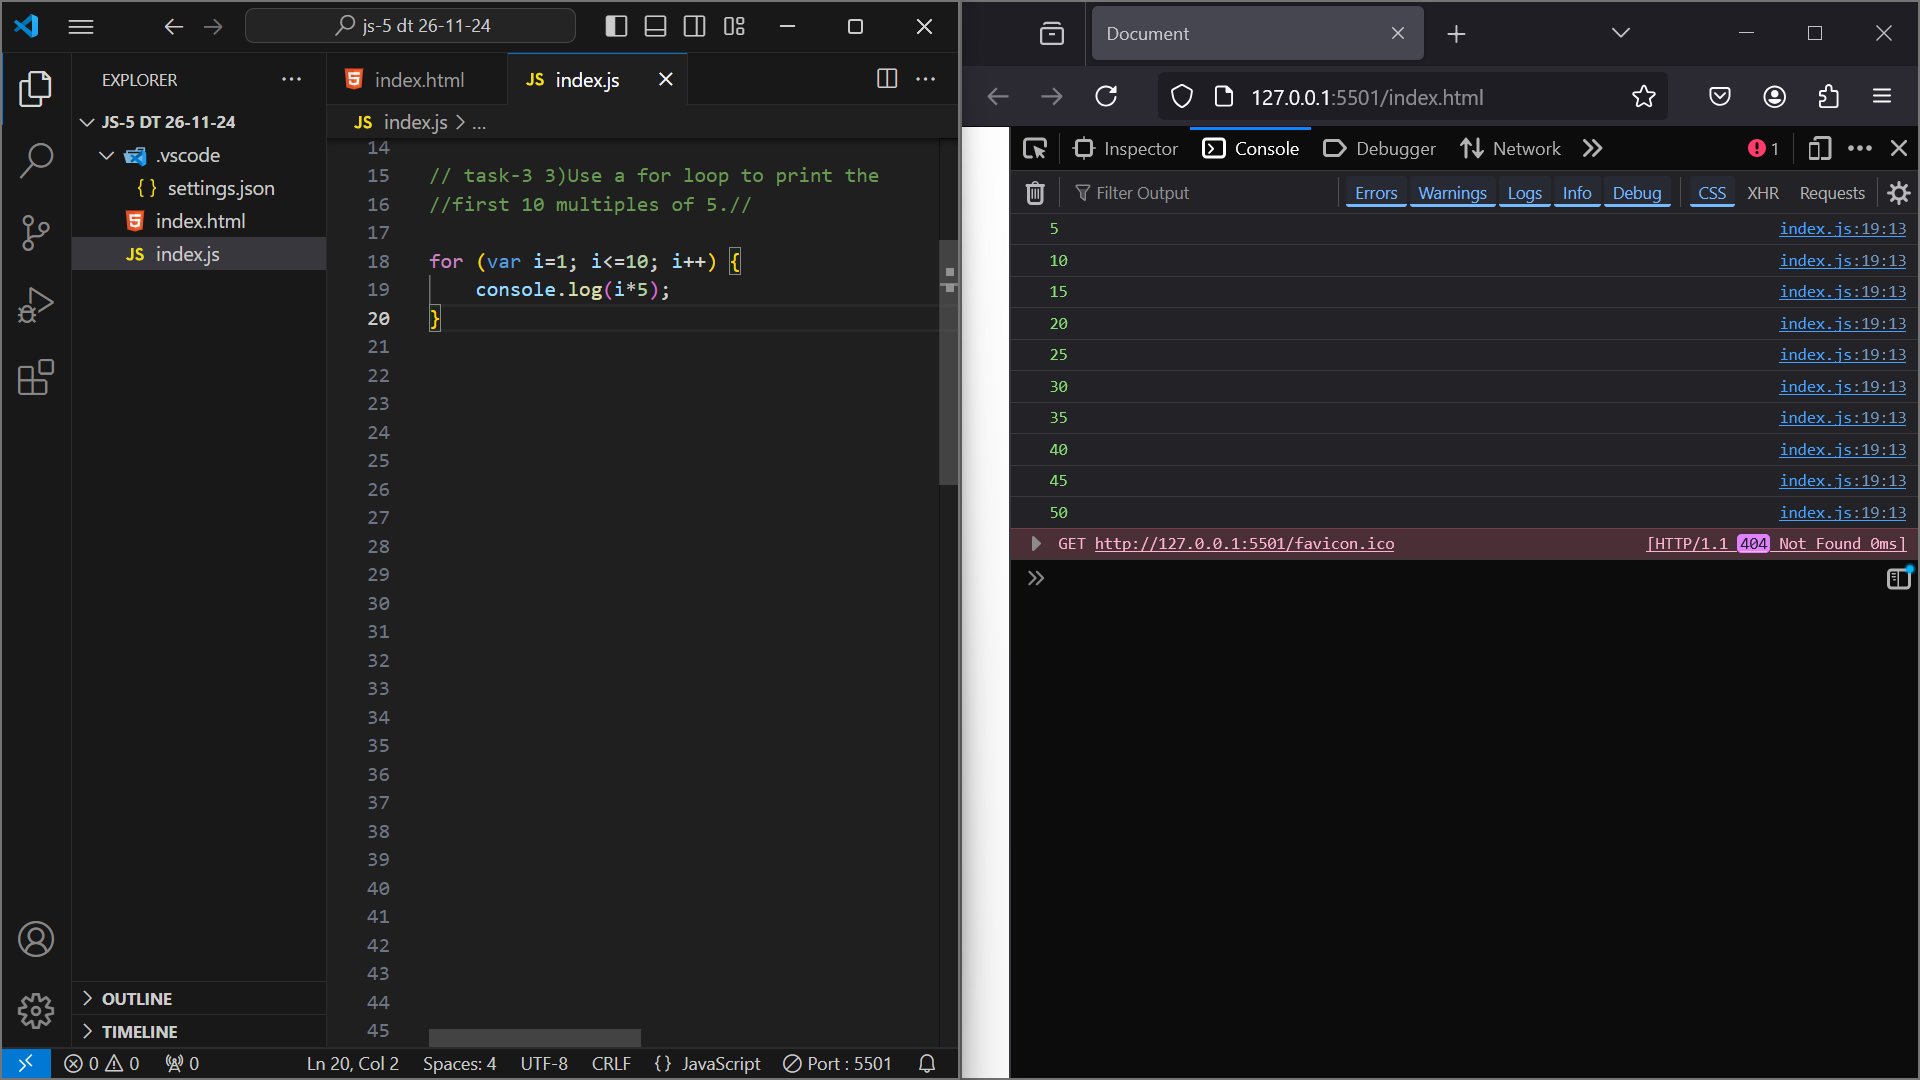 js-5 dt 26-11-24
EXPLORER
JS-5 DT 26-11-24
.vscode
{ } settings.json
index.html
JS index.js
OUTLINE
TIMELINE
index.html
JS index.js
JS index.js > ...
14
15 // task-3 3)Use a for loop to print the
16 //first 10 multiples of 5.//
17
18 for (var i=1; i<=10; i++) {
19 console.log(i*5);
20 }
21
22
23
24
25
26
27
28
29
30
31
32
33
34
35
36
37
38
39
40
41
42
43
44
45
0 0 0 Ln 20, Col 2 Spaces: 4 UTF-8 CRLF { } JavaScript Port : 5501
Document
127.0.0.1:5501/index.html
Inspector Console Debugger Network 1
Filter Output Errors Warnings Logs Info Debug CSS XHR Requests
5 index.js:19:13
10 index.js:19:13
15 index.js:19:13
20 index.js:19:13
25 index.js:19:13
30 index.js:19:13
35 index.js:19:13
40 index.js:19:13
45 index.js:19:13
50 index.js:19:13
GET http://127.0.0.1:5501/favicon.ico [HTTP/1.1 404 Not Found 0ms]